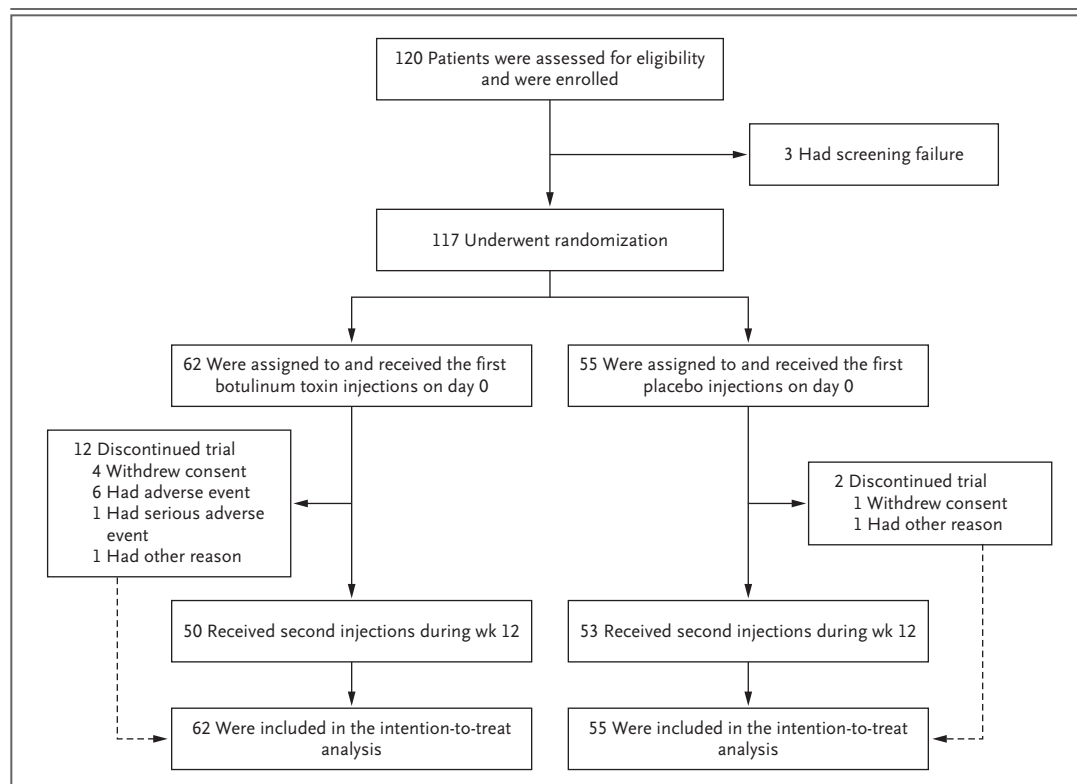 120 Patients were assessed for eligibility
and were enrolled
3 Had screening failure
117 Underwent randomization
62 Were assigned to and received the first
botulinum toxin injections on day 0
55 Were assigned to and received the first
placebo injections on day 0
12 Discontinued trial
4 Withdrew consent
6 Had adverse event
1 Had serious adverse
event
1 Had other reason
2 Discontinued trial
1 Withdrew consent
1 Had other reason
50 Received second injections during wk 12
53 Received second injections during wk 12
62 Were included in the intention-to-treat
analysis
55 Were included in the intention-to-treat
analysis